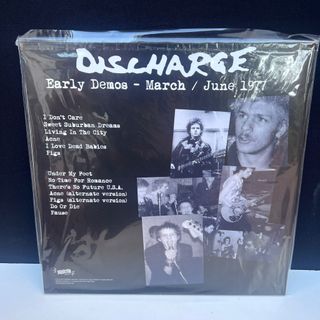 DISCHARGE
Early Demos - March / June 1977
I Don't Care
Sweet Suburban Dreams
Living In The City
Acne
I Love Dead Babies
Pigs
Under My Feet
No Time For Romance
There's No Future U.S.A.
Acne (alternate version)
Pigs (alternate version)
Do Or Die
Pause